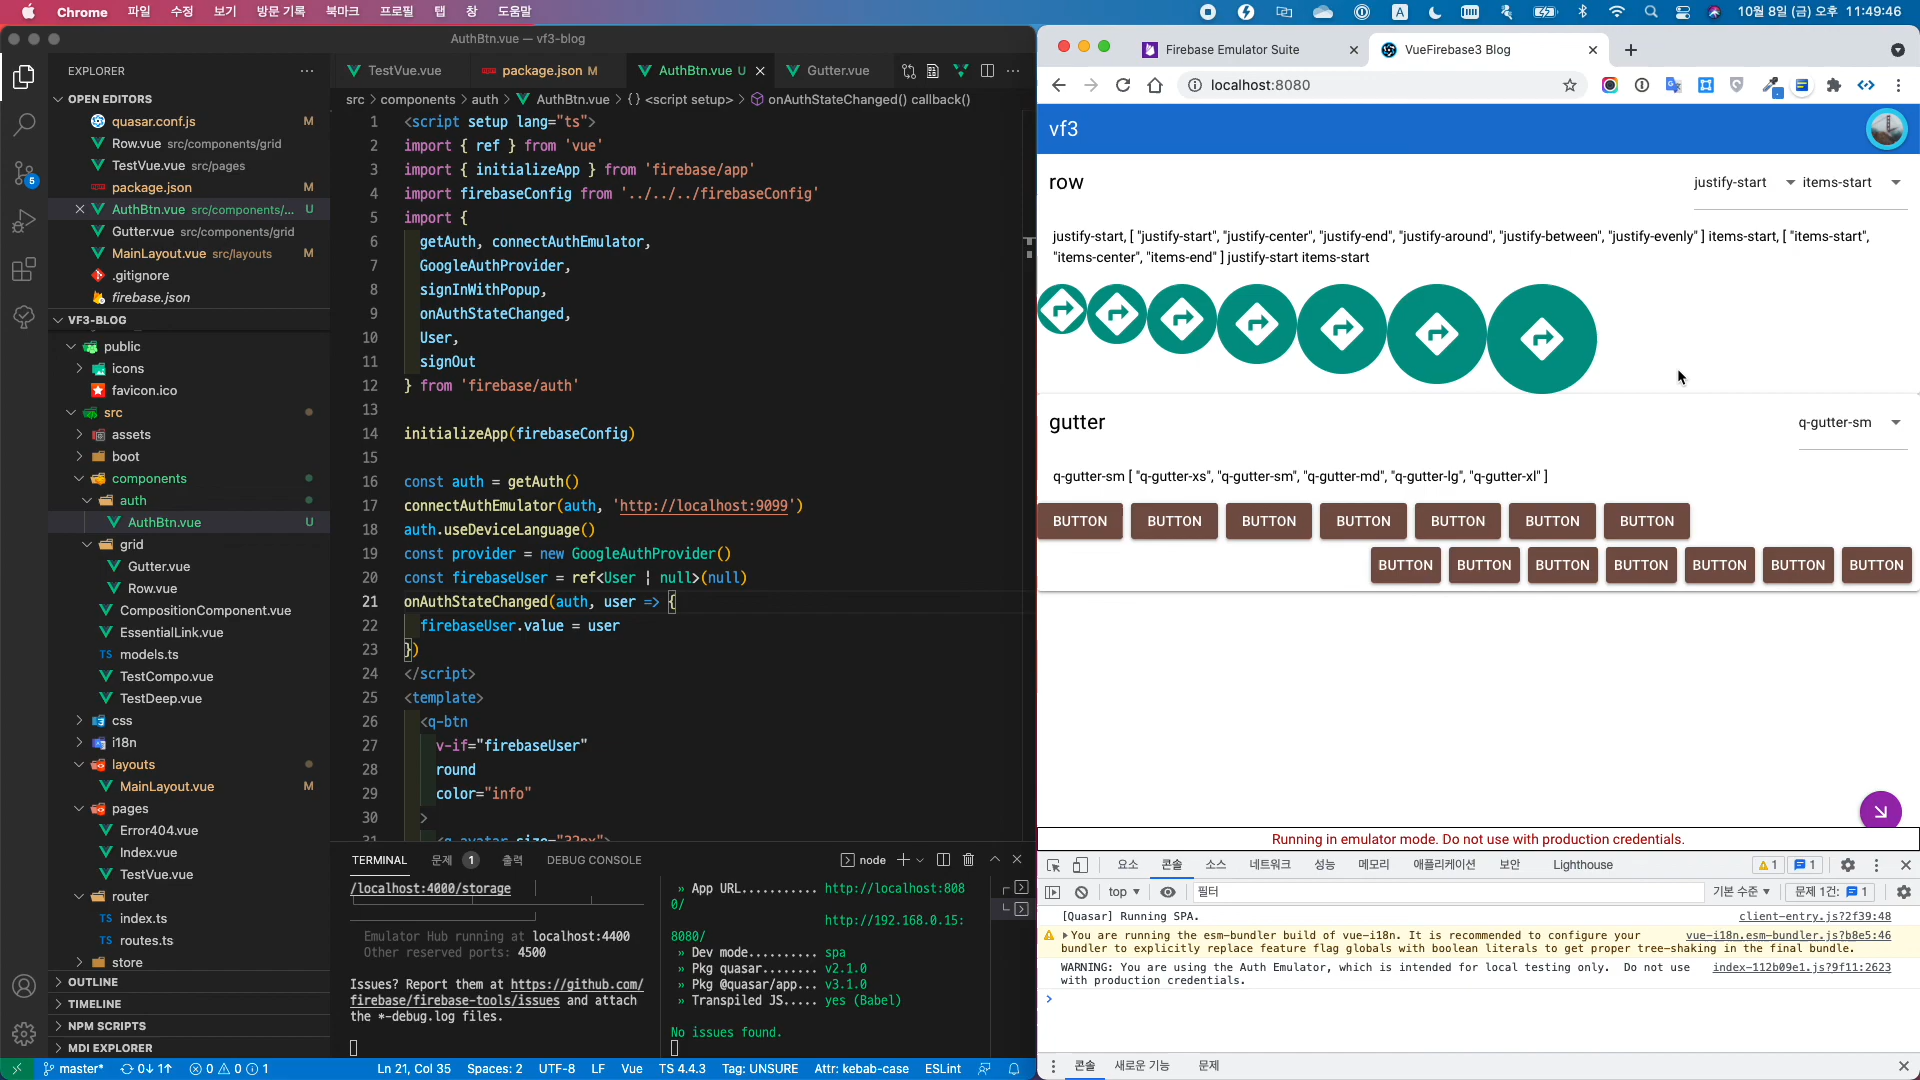 Chrome 파일 수정 보기 방문 기록 북마크 프로필 탭 창 도움말
A
10월 8일 (금) 오후 11:49:46
AuthBtn.vue — vf3-blog
EXPLORER
OPEN EDITORS
quasar.conf.js M
Row.vue src/components/grid
TestVue.vue src/pages
package.json M
AuthBtn.vue src/components/... U
Gutter.vue src/components/grid
MainLayout.vue src/layouts M
.gitignore
firebase.json
VF3-BLOG
public
icons
favicon.ico
src
assets
boot
components
auth
AuthBtn.vue U
grid
Gutter.vue
Row.vue
CompositionComponent.vue
EssentialLink.vue
TS models.ts
TestCompo.vue
TestDeep.vue
css
i18n
layouts
MainLayout.vue M
pages
Error404.vue
Index.vue
TestVue.vue
router
TS index.ts
TS routes.ts
store
OUTLINE
TIMELINE
NPM SCRIPTS
MDI EXPLORER
5
TestVue.vue package.json M AuthBtn.vue U Gutter.vue
src > components > auth > AuthBtn.vue > {} <script setup> > onAuthStateChanged() callback()
1 <script setup lang="ts">
2 import { ref } from 'vue'
3 import { initializeApp } from 'firebase/app'
4 import firebaseConfig from '../../../firebaseConfig'
5 import {
6 getAuth, connectAuthEmulator,
7 GoogleAuthProvider,
8 signInWithPopup,
9 onAuthStateChanged,
10 User,
11 signOut
12 } from 'firebase/auth'
13
14 initializeApp(firebaseConfig)
15
16 const auth = getAuth()
17 connectAuthEmulator(auth, 'http://localhost:9099')
18 auth.useDeviceLanguage()
19 const provider = new GoogleAuthProvider()
20 const firebaseUser = ref<User | null>(null)
21 onAuthStateChanged(auth, user => {
22 firebaseUser.value = user
23 })
24 </script>
25 <template>
26 <q-btn
27 v-if="firebaseUser"
28 round
29 color="info"
30 >
31 <q-avatar size="32px">
TERMINAL 문제 1 출력 DEBUG CONSOLE node
/localhost:4000/storage
Emulator Hub running at localhost:4400
Other reserved ports: 4500
Issues? Report them at https://github.com/
firebase/firebase-tools/issues and attach
the *-debug.log files.
» App URL........... http://localhost:808
0/
http://192.168.0.15:
8080/
» Dev mode.......... spa
» Pkg quasar........ v2.1.0
» Pkg @quasar/app... v3.1.0
» Transpiled JS..... yes (Babel)
No issues found.
master* 0↓ 1↑ 0 0 1 Ln 21, Col 35 Spaces: 2 UTF-8 LF Vue TS 4.4.3 Tag: UNSURE Attr: kebab-case ESLint
Firebase Emulator Suite VueFirebase3 Blog
localhost:8080
vf3
row justify-start items-start
justify-start, [ "justify-start", "justify-center", "justify-end", "justify-around", "justify-between", "justify-evenly" ] items-start, [ "items-start",
"items-center", "items-end" ] justify-start items-start
gutter q-gutter-sm
q-gutter-sm [ "q-gutter-xs", "q-gutter-sm", "q-gutter-md", "q-gutter-lg", "q-gutter-xl" ]
BUTTON BUTTON BUTTON BUTTON BUTTON BUTTON BUTTON
BUTTON BUTTON BUTTON BUTTON BUTTON BUTTON BUTTON
Running in emulator mode. Do not use with production credentials.
요소 콘솔 소스 네트워크 성능 메모리 애플리케이션 보안 Lighthouse 1 1
top 필터 기본 수준 문제 1건: 1
[Quasar] Running SPA. client-entry.js?2f39:48
You are running the esm-bundler build of vue-i18n. It is recommended to configure your vue-i18n.esm-bundler.js?b8e5:46
bundler to explicitly replace feature flag globals with boolean literals to get proper tree-shaking in the final bundle.
WARNING: You are using the Auth Emulator, which is intended for local testing only. Do not use index-112b09e1.js?9f11:2623
with production credentials.
콘솔 새로운 기능 문제